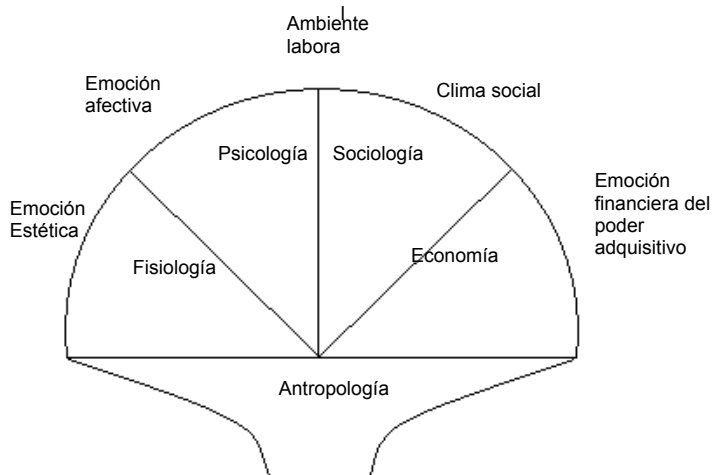 Ambiente
labora
Emoción
afectiva
Clima social
Psicología
Sociología
Emoción
Estética
Emoción
financiera del
poder
adquisitivo
Fisiología
Economía
Antropología